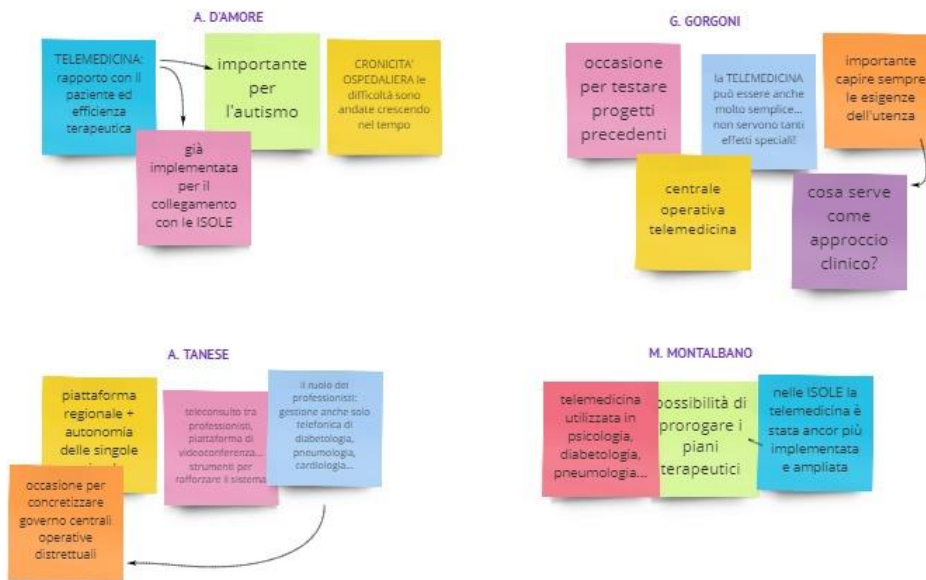 A. D'AMORE
TELEMEDICINA:
rapporto con il
paziente ed
efficienza
terapeutica
importante
per
l'autismo
CRONICITA'
OSPEDALIERA le
difficoltà sono
andate crescendo
nel tempo
già
implementata
per il
collegamento
con le ISOLE
G. GORGONI
occasione
per testare
progetti
precedenti
la TELEMEDICINA
può essere anche
molto semplice...
non servono tanti
effetti speciali!
importante
capire sempre
le esigenze
dell'utenza
centrale
operativa
telemedicina
cosa serve
come
approccio
clinico?
A. TANESE
piattaforma
regionale +
autonomia
delle singole
teleconsulto tra
professionisti,
piattaforma di
videoconferenza...
strumenti per
rafforzare il sistema
il ruolo dei
professionisti:
gestione anche solo
telefonica di
diabetologia,
pneumologia,
cardiologia...
occasione per
concretizzare
governo centrali
operative
distrettuali
M. MONTALBANO
telemedicina
utilizzata in
psicologia,
diabetologia,
pneumologia...
possibilità di
prorogare i
piani
terapeutici
nelle ISOLE la
telemedicina è
stata ancor più
implementata
e ampliata